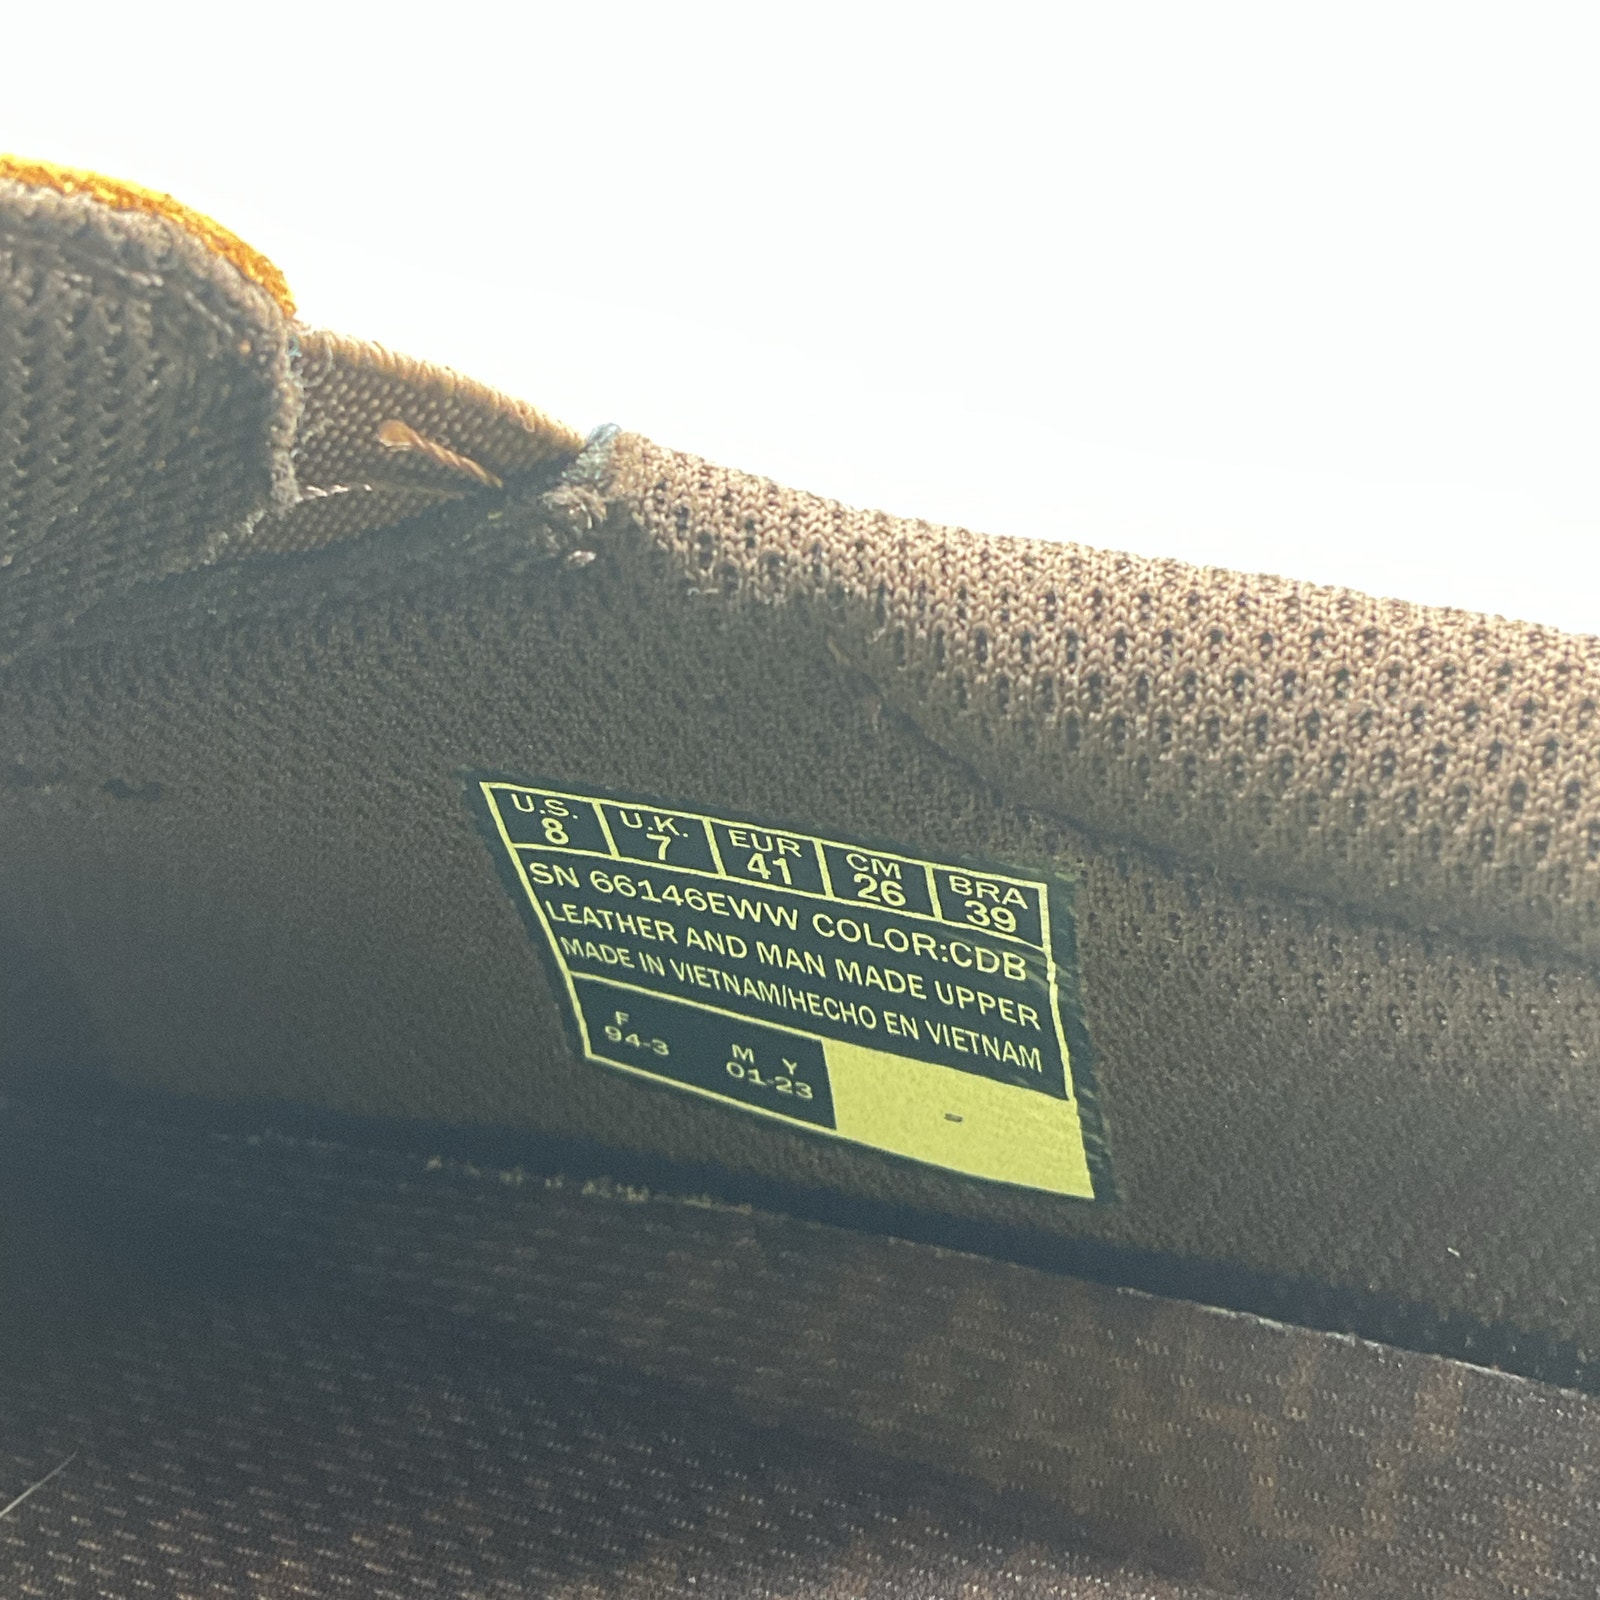 U.S. U.K. EUR CM BRA
8 7 41 26 39
SN 66146EWW COLOR:CDB
LEATHER AND MAN MADE UPPER
MADE IN VIETNAM/HECHO EN VIETNAM
F M Y
94-3 01-23
-